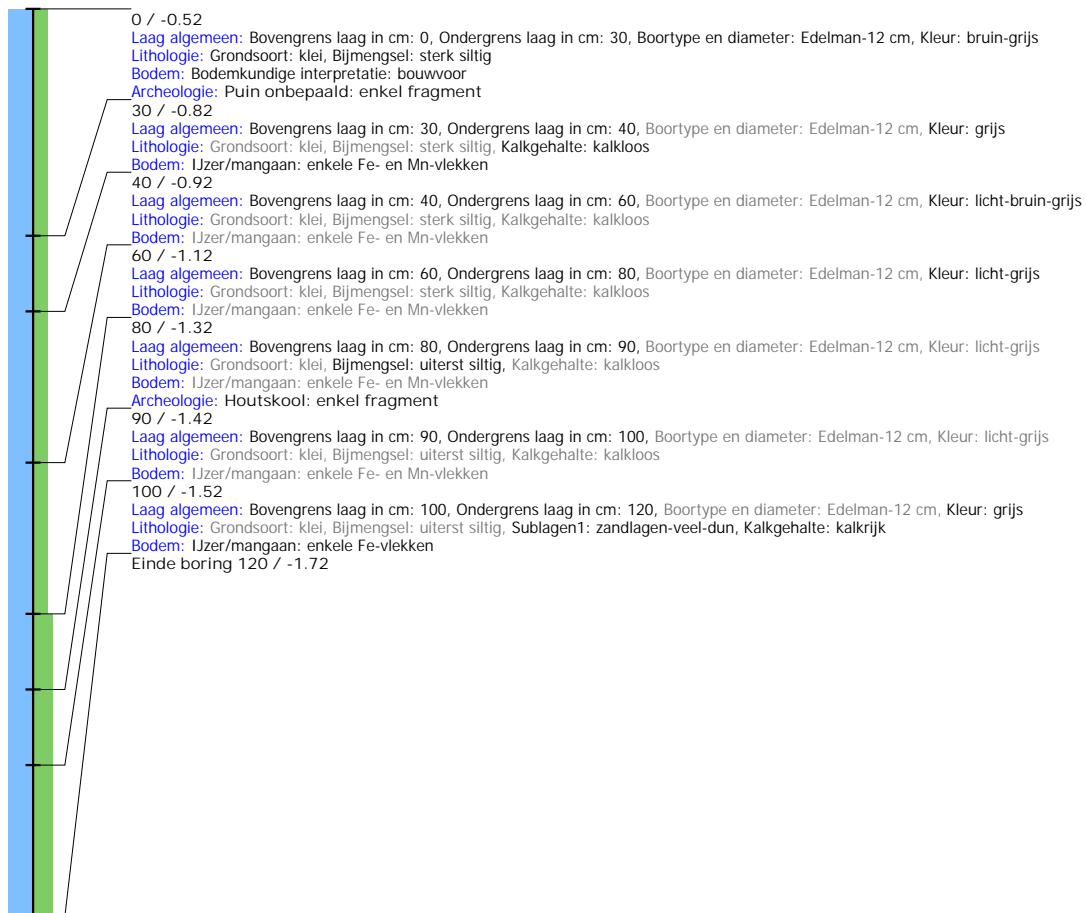 0 / -0.52
Laag algemeen: Bovengrens laag in cm: 0, Ondergrens laag in cm: 30, Boortype en diameter: Edelman-12 cm, Kleur: bruin-grijs
Lithologie: Grondsoort: klei, Bijmengsel: sterk siltig
Bodem: Bodemkundige interpretatie: bouwvoor
Archeologie: Puin onbepaald: enkel fragment
30 / -0.82
Laag algemeen: Bovengrens laag in cm: 30, Ondergrens laag in cm: 40, Boortype en diameter: Edelman-12 cm, Kleur: grijs
Lithologie: Grondsoort: klei, Bijmengsel: sterk siltig, Kalkgehalte: kalkloos
Bodem: IJzer/mangaan: enkele Fe- en Mn-vlekken
40 / -0.92
Laag algemeen: Bovengrens laag in cm: 40, Ondergrens laag in cm: 60, Boortype en diameter: Edelman-12 cm, Kleur: licht-bruin-grijs
Lithologie: Grondsoort: klei, Bijmengsel: sterk siltig, Kalkgehalte: kalkloos
Bodem: IJzer/mangaan: enkele Fe- en Mn-vlekken
60 / -1.12
Laag algemeen: Bovengrens laag in cm: 60, Ondergrens laag in cm: 80, Boortype en diameter: Edelman-12 cm, Kleur: licht-grijs
Lithologie: Grondsoort: klei, Bijmengsel: sterk siltig, Kalkgehalte: kalkloos
Bodem: IJzer/mangaan: enkele Fe- en Mn-vlekken
80 / -1.32
Laag algemeen: Bovengrens laag in cm: 80, Ondergrens laag in cm: 90, Boortype en diameter: Edelman-12 cm, Kleur: licht-grijs
Lithologie: Grondsoort: klei, Bijmengsel: uiterst siltig, Kalkgehalte: kalkloos
Bodem: IJzer/mangaan: enkele Fe- en Mn-vlekken
Archeologie: Houtskool: enkel fragment
90 / -1.42
Laag algemeen: Bovengrens laag in cm: 90, Ondergrens laag in cm: 100, Boortype en diameter: Edelman-12 cm, Kleur: licht-grijs
Lithologie: Grondsoort: klei, Bijmengsel: uiterst siltig, Kalkgehalte: kalkloos
Bodem: IJzer/mangaan: enkele Fe- en Mn-vlekken
100 / -1.52
Laag algemeen: Bovengrens laag in cm: 100, Ondergrens laag in cm: 120, Boortype en diameter: Edelman-12 cm, Kleur: grijs
Lithologie: Grondsoort: klei, Bijmengsel: uiterst siltig, Sublagen1: zandlagen-veel-dun, Kalkgehalte: kalkrijk
Bodem: IJzer/mangaan: enkele Fe-vlekken
Einde boring 120 / -1.72